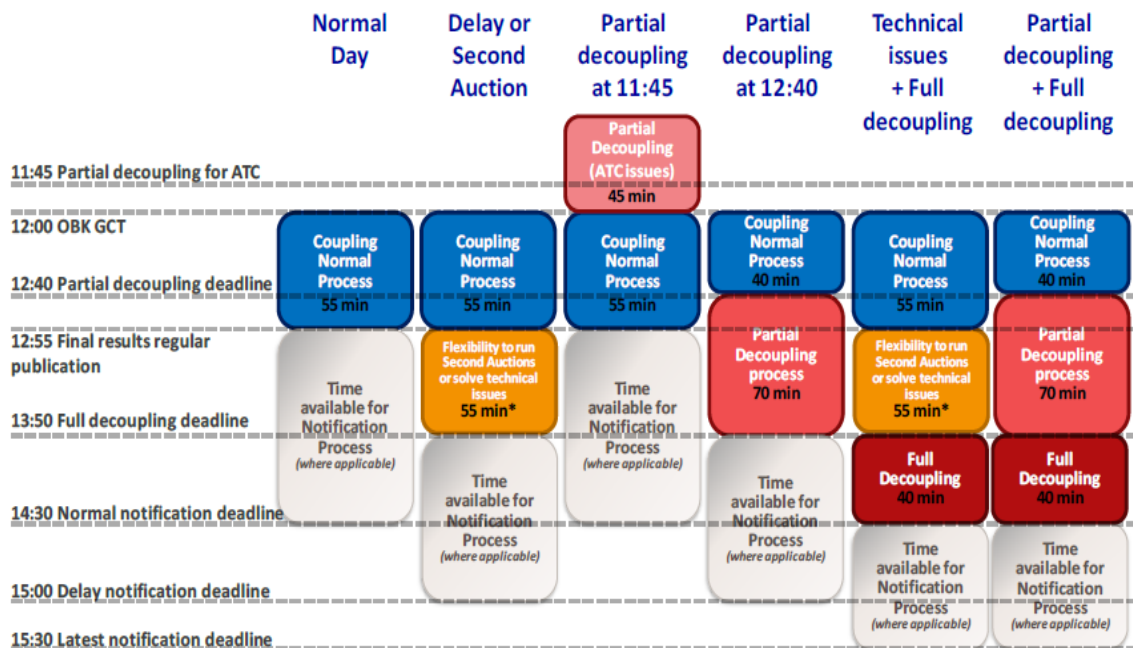 Normal
Day
Delay or
Second
Auction
Partial
decoupling
at 11:45
Partial
decoupling
at 12:40
Technical
issues
+ Full
decoupling
Partial
decoupling
+ Full
decoupling
11:45 Partial decoupling for ATC
12:00 OBK GCT
12:40 Partial decoupling deadline
12:55 Final results regular
publication
13:50 Full decoupling deadline
14:30 Normal notification deadline
15:00 Delay notification deadline
15:30 Latest notification deadline
Coupling
Normal
Process
55 min
Time
available for
Notification
Process
(where applicable)
Coupling
Normal
Process
55 min
Flexibility to run
Second Auctions
or solve technical
issues
55 min*
Time
available for
Notification
Process
(where applicable)
Partial
Decoupling
(ATC issues)
45 min
Coupling
Normal
Process
55 min
Time
available for
Notification
Process
(where applicable)
Coupling
Normal
Process
40 min
Partial
Decoupling
process
70 min
Time
available for
Notification
Process
(where applicable)
Coupling
Normal
Process
55 min
Flexibility to run
Second Auctions
or solve technical
issues
55 min*
Full
Decoupling
40 min
Time
available for
Notification
Process
(where applicable)
Coupling
Normal
Process
40 min
Partial
Decoupling
process
70 min
Full
Decoupling
40 min
Time
available for
Notification
Process
(where applicable)